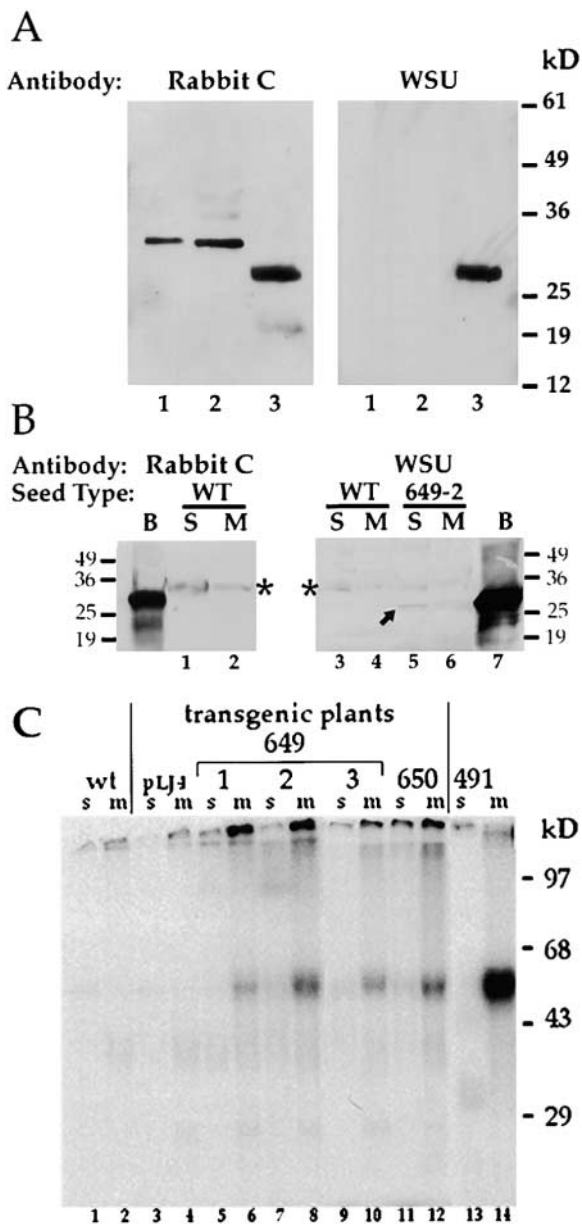 A
kD
Antibody: Rabbit C WSU
61
49
36
25
19
12
1 2 3 1 2 3
B
Antibody: Rabbit C WSU
Seed Type: WT WT 649-2
B S M S M S M B
49 49
36 * * 36
25 25
19 19
1 2 3 4 5 6 7
C
transgenic plants
649
wt pLJ-1 1 2 3 650 491
s m s m s m s m s m s m s m
kD
97
68
43
29
1 2 3 4 5 6 7 8 9 10 11 12 13 14